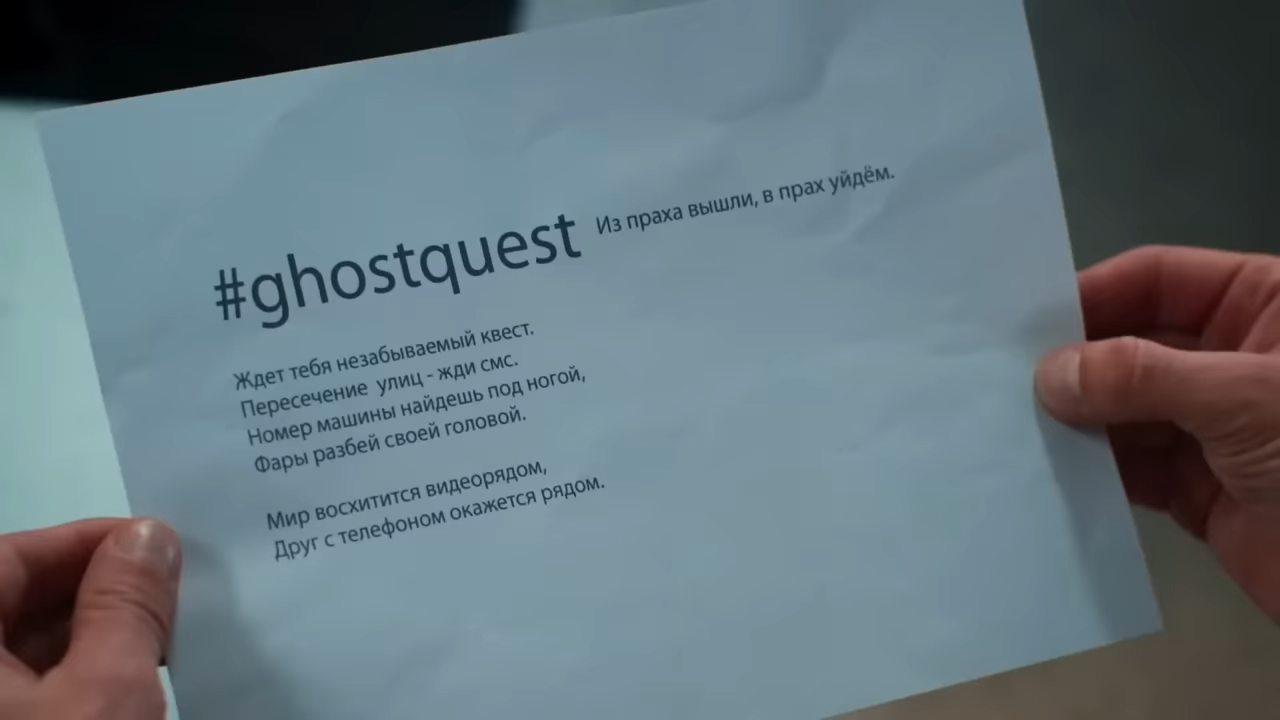 #ghostquest Из праха вышли, в прах уйдём.
Ждет тебя незабываемый квест.
Пересечение улиц - жди смс.
Номер машины найдешь под ногой,
Фары разбей своей головой.
Мир восхитится видеорядом,
Друг с телефоном окажется рядом.